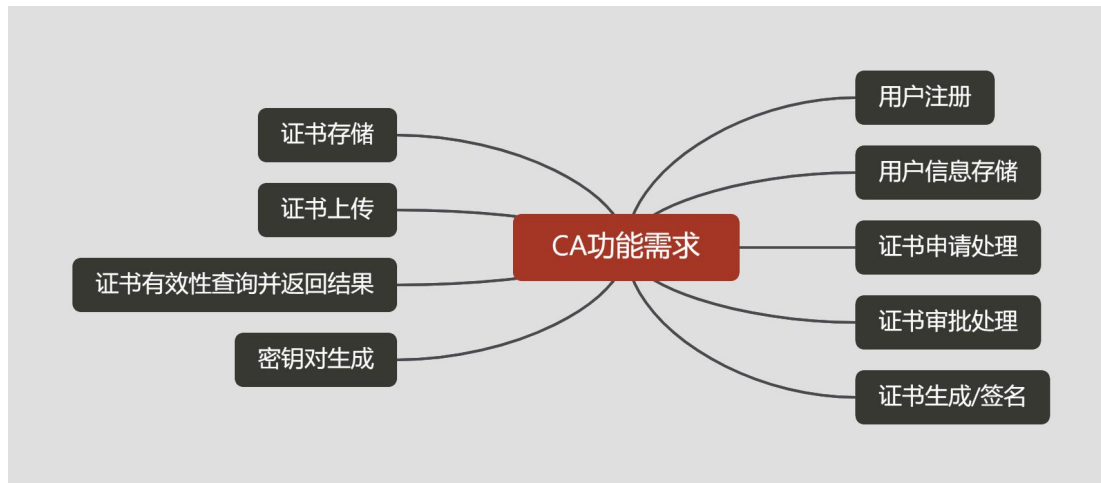 CA功能需求
用户注册
用户信息存储
证书申请处理
证书审批处理
证书生成/签名
证书存储
证书上传
证书有效性查询并返回结果
密钥对生成